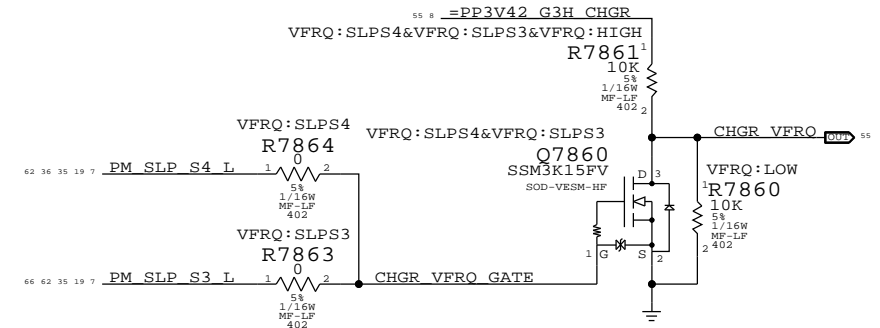 55 8 =PP3V42_G3H_CHGR
VFRQ:SLPS4&VFRQ:SLPS3&VFRQ:HIGH
R7861 1
10K
5%
1/16W
MF-LF
402 2
VFRQ:SLPS4
R7864
0
62 36 35 19 7 PM_SLP_S4_L 1 2
5%
1/16W
MF-LF
402
VFRQ:SLPS4&VFRQ:SLPS3
Q7860
SSM3K15FV
SOD-VESM-HF
D 3
1 G S 2
CHGR_VFRQ OUT 55
VFRQ:LOW
1 R7860
10K
5%
1/16W
MF-LF
2 402
VFRQ:SLPS3
R7863
0
66 62 35 19 7 PM_SLP_S3_L 1 2 CHGR_VFRQ_GATE
5%
1/16W
MF-LF
402